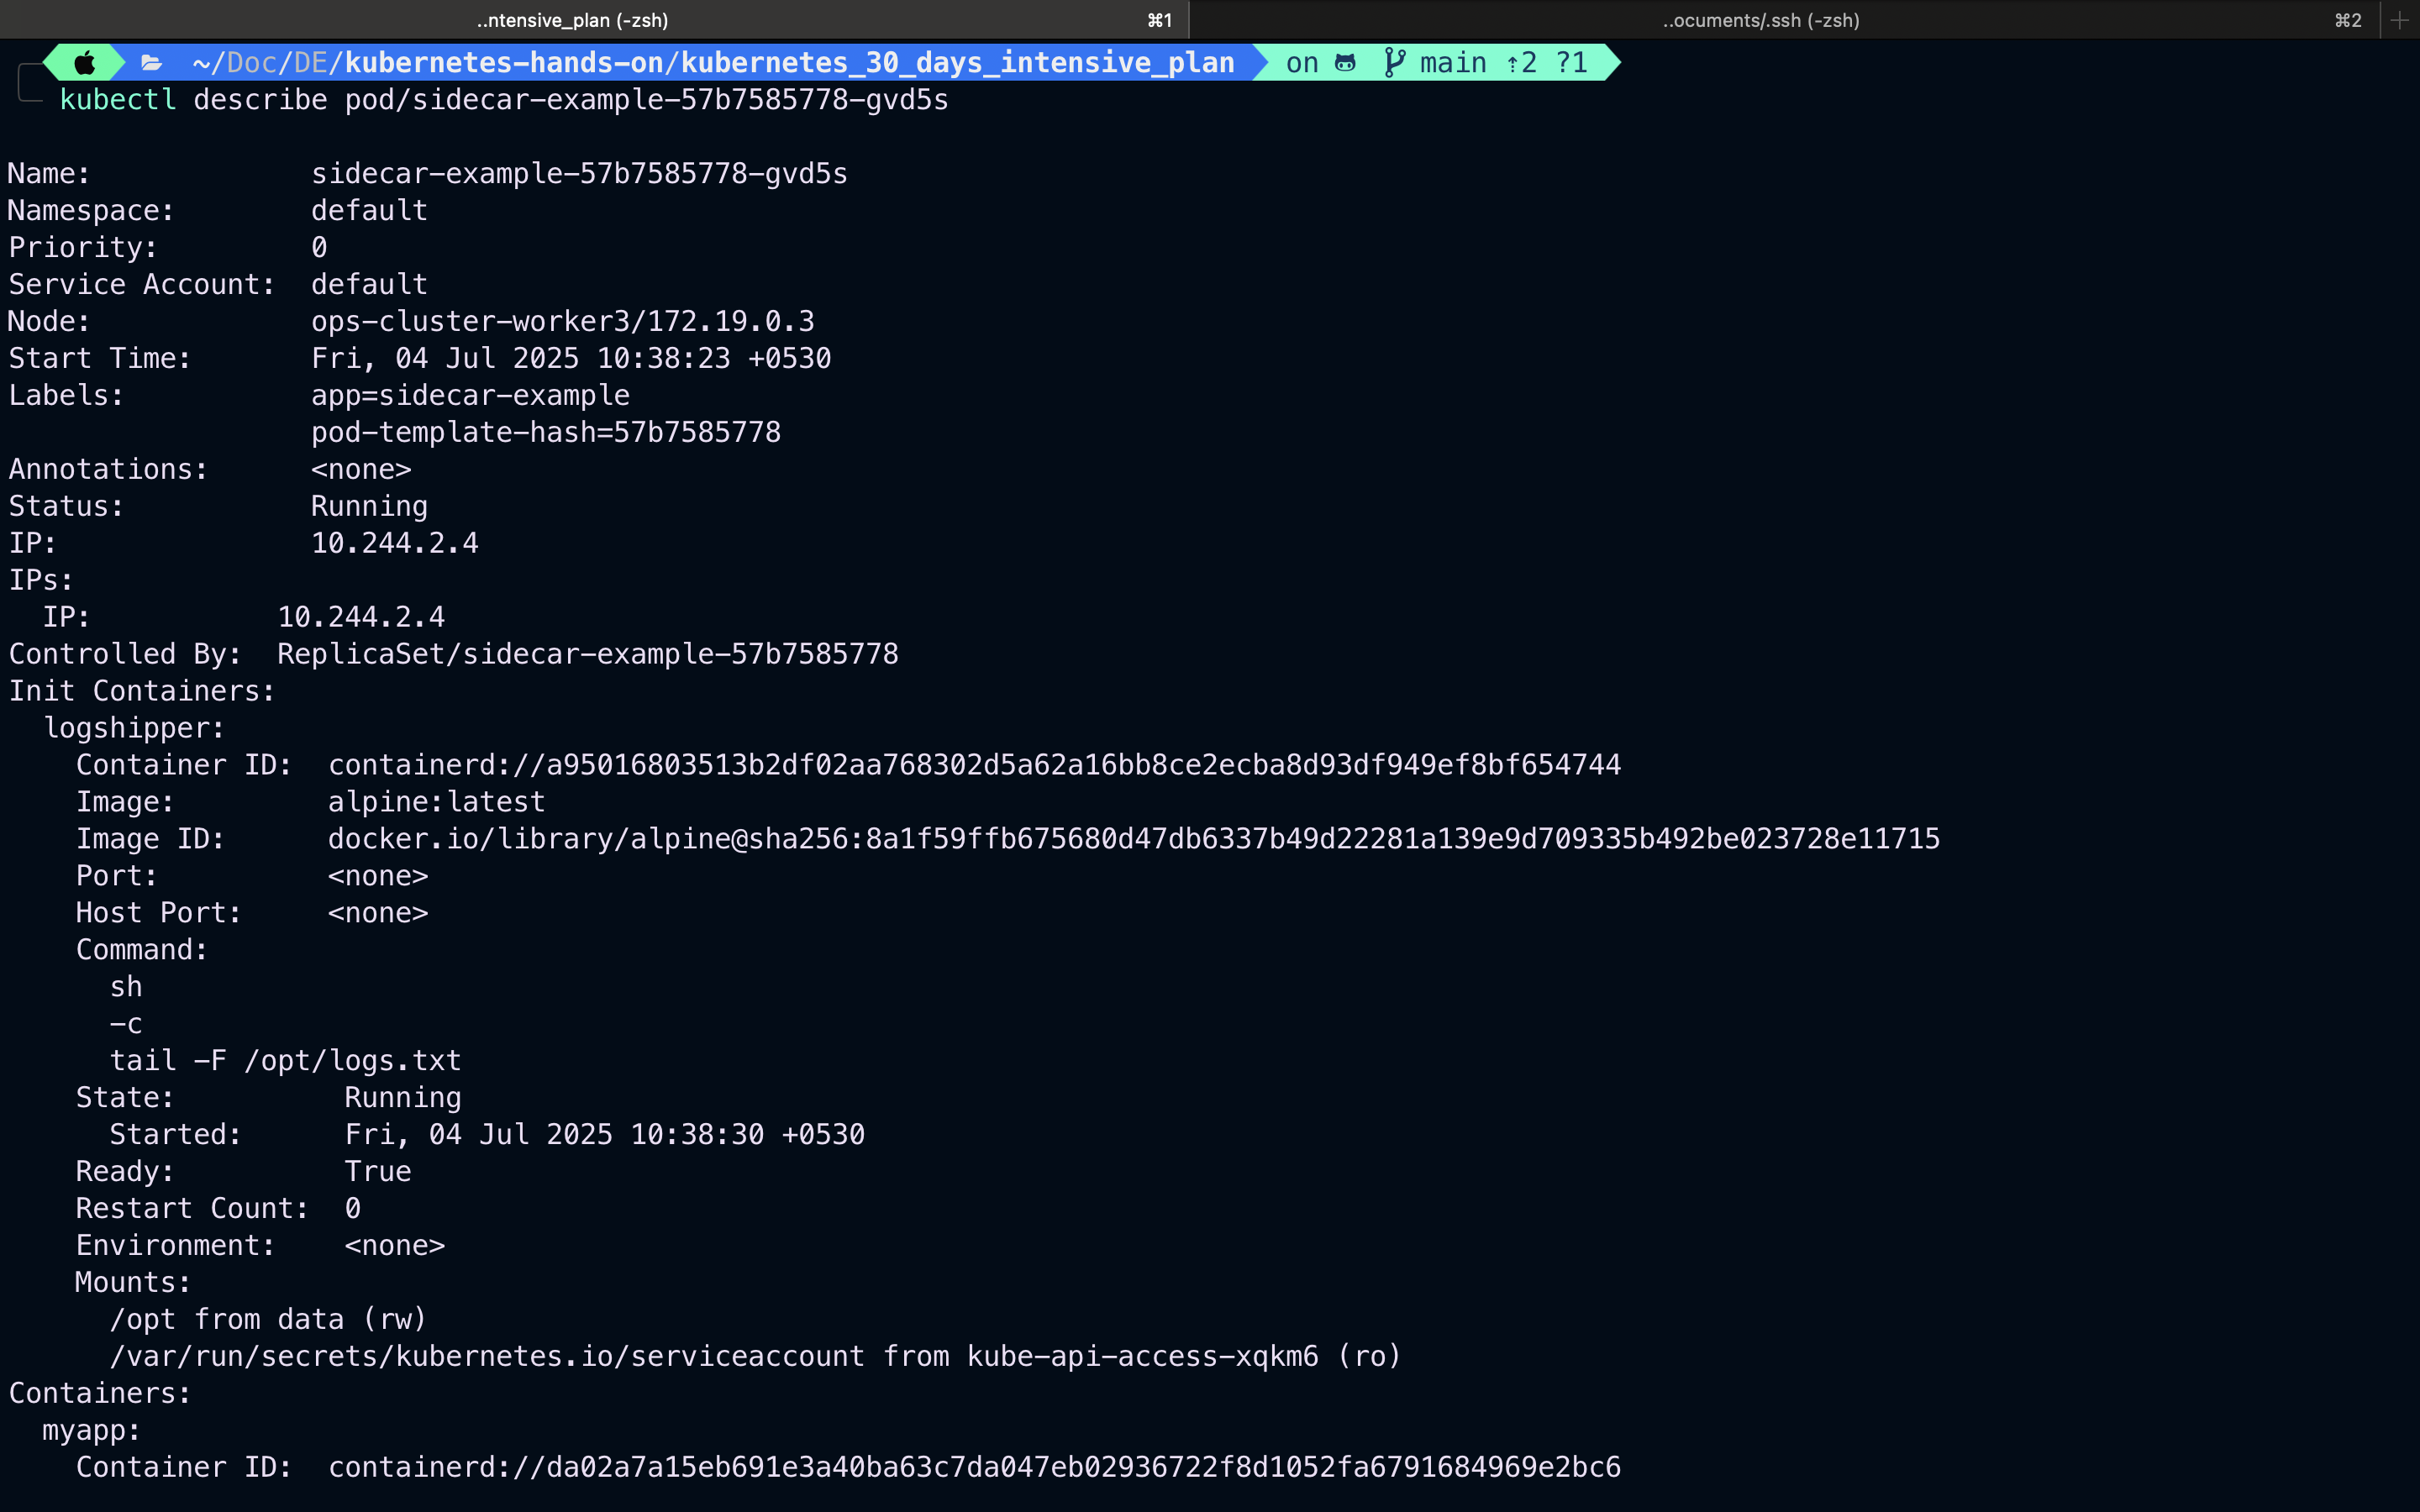 ..ntensive_plan (-zsh) ⌘1 ..ocuments/.ssh (-zsh) ⌘2
~/Doc/DE/kubernetes-hands-on/kubernetes_30_days_intensive_plan on main ⇡2 ?1
kubectl describe pod/sidecar-example-57b7585778-gvd5s
Name: sidecar-example-57b7585778-gvd5s
Namespace: default
Priority: 0
Service Account: default
Node: ops-cluster-worker3/172.19.0.3
Start Time: Fri, 04 Jul 2025 10:38:23 +0530
Labels: app=sidecar-example
pod-template-hash=57b7585778
Annotations: <none>
Status: Running
IP: 10.244.2.4
IPs:
IP: 10.244.2.4
Controlled By: ReplicaSet/sidecar-example-57b7585778
Init Containers:
logshipper:
Container ID: containerd://a95016803513b2df02aa768302d5a62a16bb8ce2ecba8d93df949ef8bf654744
Image: alpine:latest
Image ID: docker.io/library/alpine@sha256:8a1f59ffb675680d47db6337b49d22281a139e9d709335b492be023728e11715
Port: <none>
Host Port: <none>
Command:
sh
-c
tail -F /opt/logs.txt
State: Running
Started: Fri, 04 Jul 2025 10:38:30 +0530
Ready: True
Restart Count: 0
Environment: <none>
Mounts:
/opt from data (rw)
/var/run/secrets/kubernetes.io/serviceaccount from kube-api-access-xqkm6 (ro)
Containers:
myapp:
Container ID: containerd://da02a7a15eb691e3a40ba63c7da047eb02936722f8d1052fa6791684969e2bc6